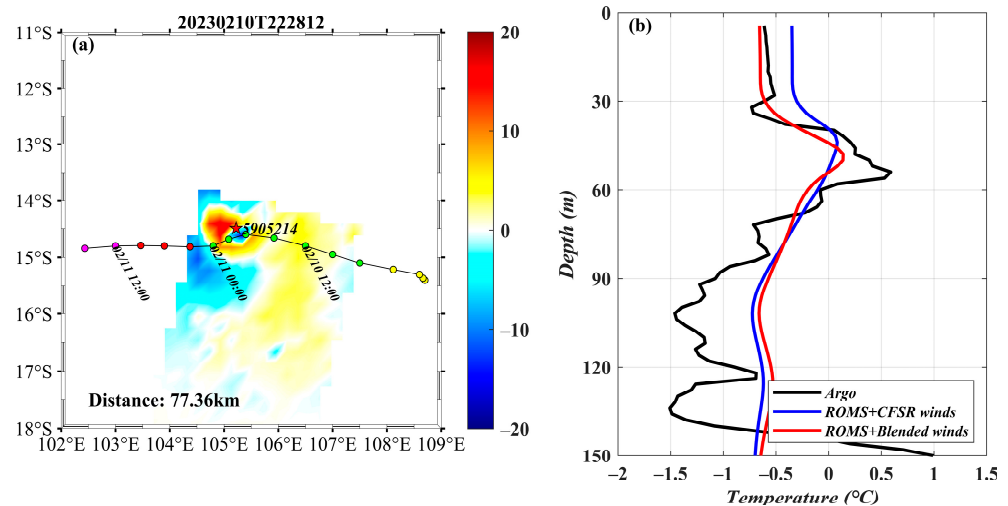 20230210T222812
(a)
11°S
12°S
13°S
14°S
15°S
16°S
17°S
18°S
5905214
02/11 12:00
02/11 00:00
02/10 12:00
Distance: 77.36km
102°E 103°E 104°E 105°E 106°E 107°E 108°E 109°E
20
10
0
−10
−20
(b)
0
30
60
90
120
150
Depth (m)
Argo
ROMS+CFSR winds
ROMS+Blended winds
−2 −1.5 −1 −0.5 0 0.5 1 1.5
Temperature (°C)